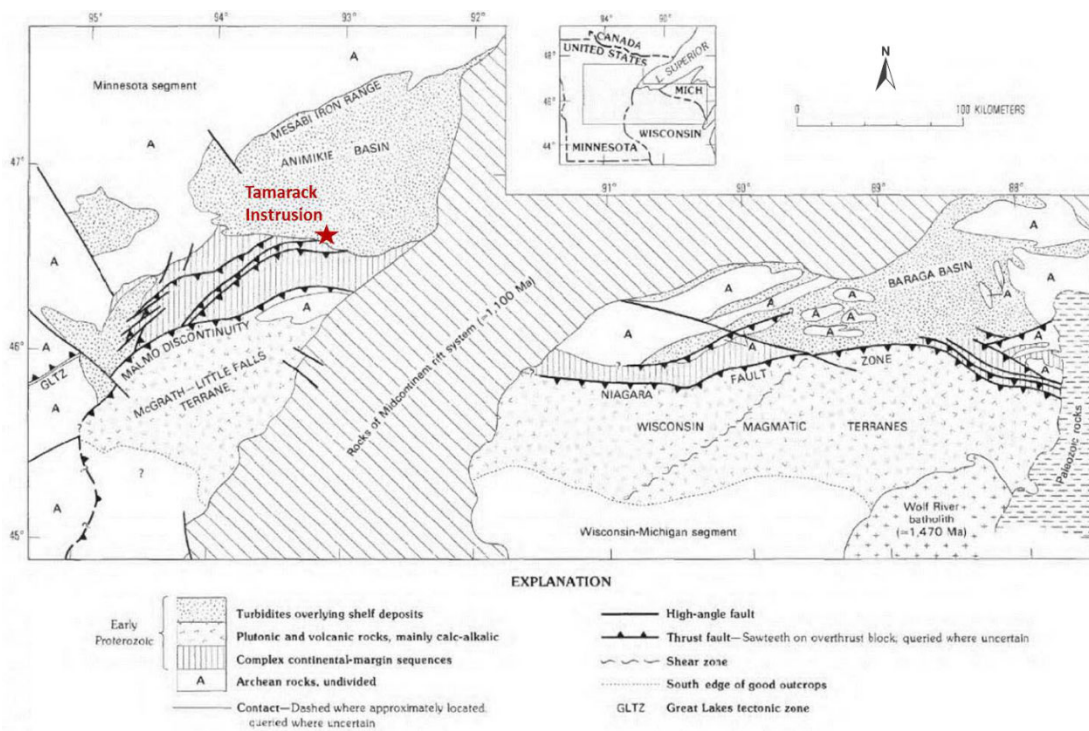 95°
94°
93°
92°
Minnesota segment
A
MESABI IRON RANGE
ANIMIKIE BASIN
A
47°
A
Tamarack
Instrusion
★
A
A
46°
A
MALMO DISCONTINUITY
GLTZ
A
McGRATH—LITTLE FALLS
TERRANE
?
A
45°
Rocks of Midcontinent rift system (~1,100 Ma)
94°
90°
CANADA
UNITED STATES
48°
L SUPERIOR
MICH
46°
WISCONSIN
MINNESOTA
44°
N
0
100 KILOMETERS
91°
90°
89°
88°
A
A
BARAGA BASIN
A
A
A
A
A
A
A
A
?
NIAGARA
FAULT
ZONE
WISCONSIN
MAGMATIC
TERRANES
Paleozoic rocks
Wolf River
batholith
(=1,470 Ma)
Wisconsin-Michigan segment
EXPLANATION
Early
Proterozoic
Turbidites overlying shelf deposits
Plutonic and volcanic rocks, mainly calc-alkalic
Complex continental-margin sequences
A
Archean rocks, undivided
Contact—Dashed where approximately located,
queried where uncertain
High-angle fault
Thrust fault—Sawteeth on overthrust block; queried where uncertain
Shear zone
South edge of good outcrops
GLTZ
Great Lakes tectonic zone